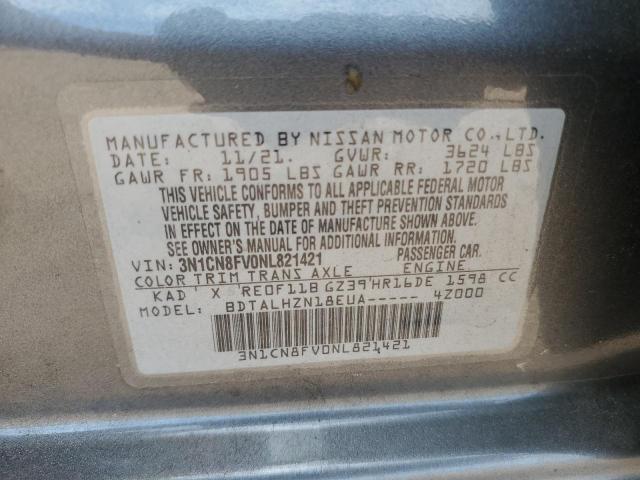 MANUFACTURED BY NISSAN MOTOR CO.,LTD.
DATE: 11/21. GVWR: 3624 LBS
GAWR FR: 1905 LBS GAWR RR: 1720 LBS
THIS VEHICLE CONFORMS TO ALL APPLICABLE FEDERAL MOTOR
VEHICLE SAFETY, BUMPER AND THEFT PREVENTION STANDARDS
IN EFFECT ON THE DATE OF MANUFACTURE SHOWN ABOVE.
SEE OWNER'S MANUAL FOR ADDITIONAL INFORMATION.
VIN: 3N1CN8FV0NL821421 PASSENGER CAR.
COLOR TRIM TRANS AXLE ENGINE
KAD X RE0F11B GZ39 HR16DE 1598 CC
MODEL: BDTALHZN18EUA----- 4Z000
3N1CN8FV0NL821421